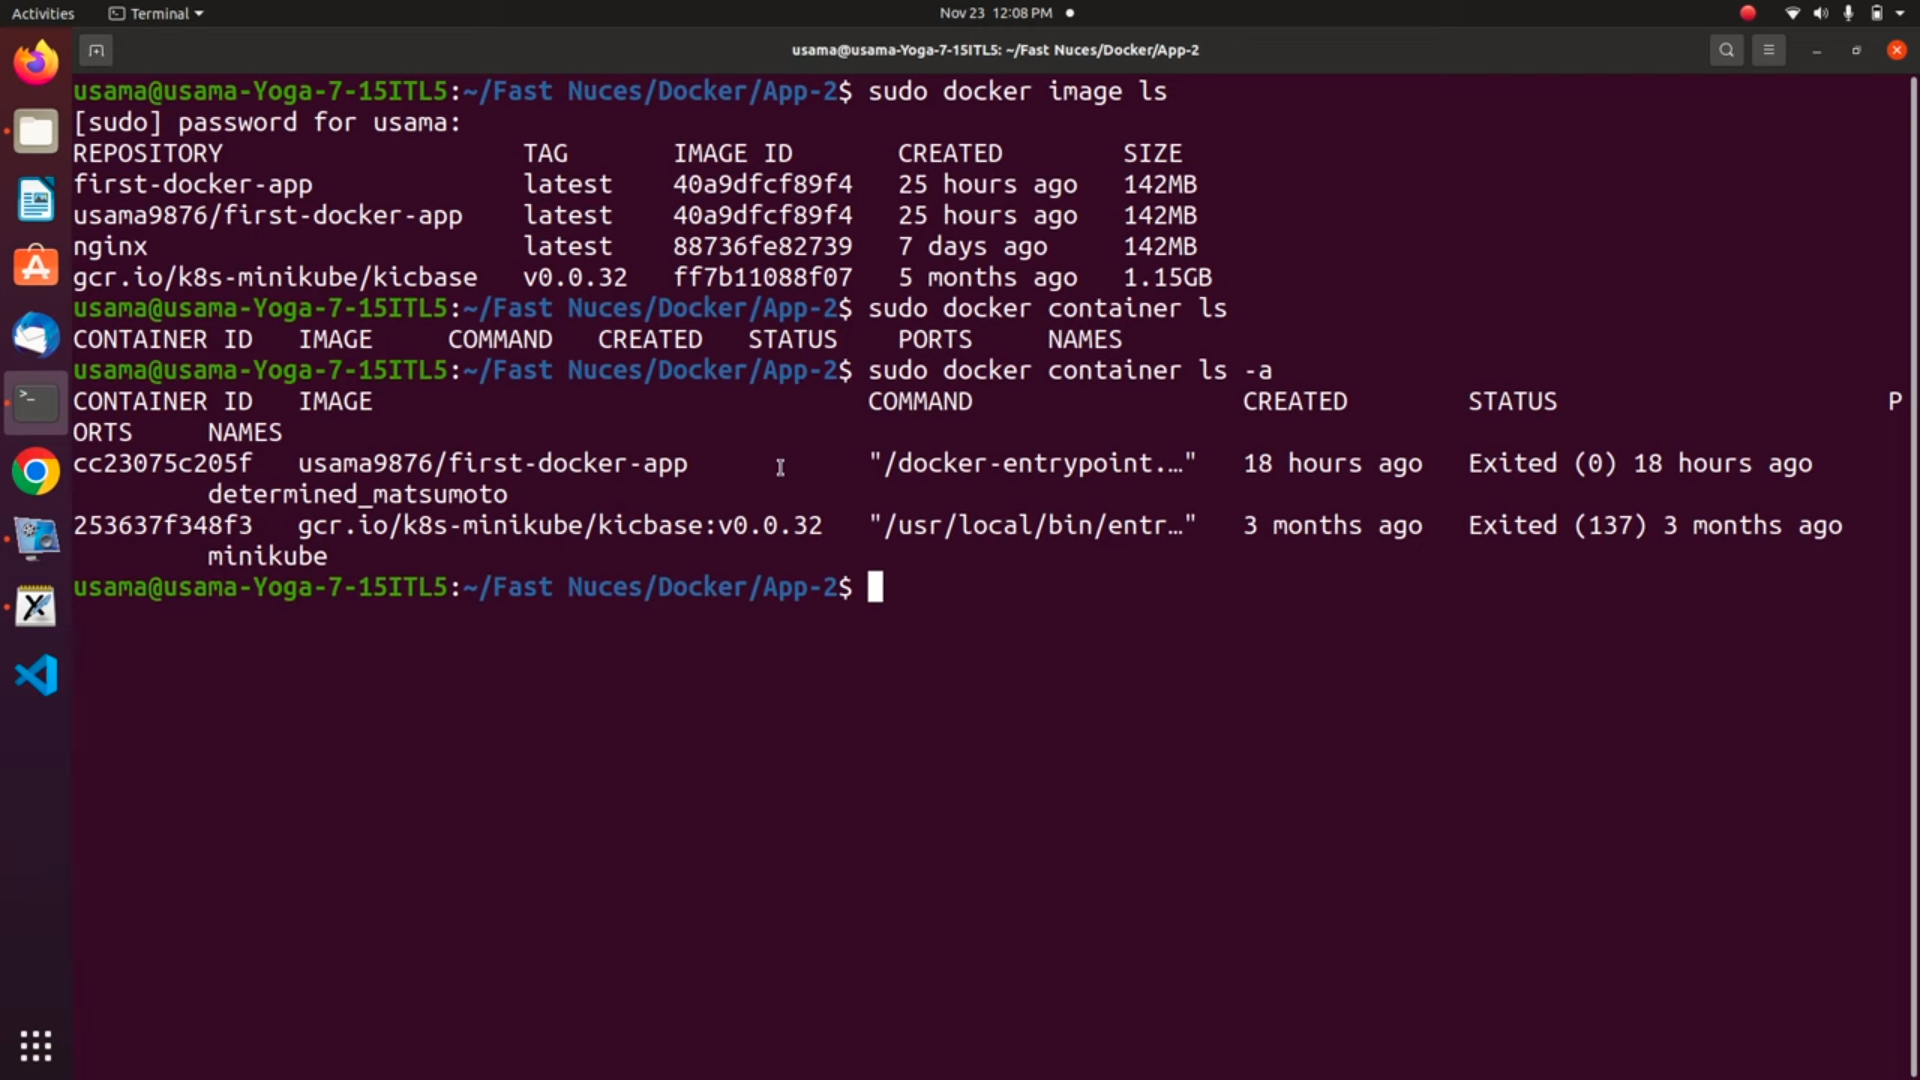 Activities Terminal Nov 23 12:08 PM
usama@usama-Yoga-7-15ITL5: ~/Fast Nuces/Docker/App-2
usama@usama-Yoga-7-15ITL5:~/Fast Nuces/Docker/App-2$ sudo docker image ls
[sudo] password for usama:
REPOSITORY TAG IMAGE ID CREATED SIZE
first-docker-app latest 40a9dfcf89f4 25 hours ago 142MB
usama9876/first-docker-app latest 40a9dfcf89f4 25 hours ago 142MB
nginx latest 88736fe82739 7 days ago 142MB
gcr.io/k8s-minikube/kicbase v0.0.32 ff7b11088f07 5 months ago 1.15GB
usama@usama-Yoga-7-15ITL5:~/Fast Nuces/Docker/App-2$ sudo docker container ls
CONTAINER ID IMAGE COMMAND CREATED STATUS PORTS NAMES
usama@usama-Yoga-7-15ITL5:~/Fast Nuces/Docker/App-2$ sudo docker container ls -a
CONTAINER ID IMAGE COMMAND CREATED STATUS P
ORTS NAMES
cc23075c205f usama9876/first-docker-app "/docker-entrypoint.…" 18 hours ago Exited (0) 18 hours ago
determined_matsumoto
253637f348f3 gcr.io/k8s-minikube/kicbase:v0.0.32 "/usr/local/bin/entr…" 3 months ago Exited (137) 3 months ago
minikube
usama@usama-Yoga-7-15ITL5:~/Fast Nuces/Docker/App-2$